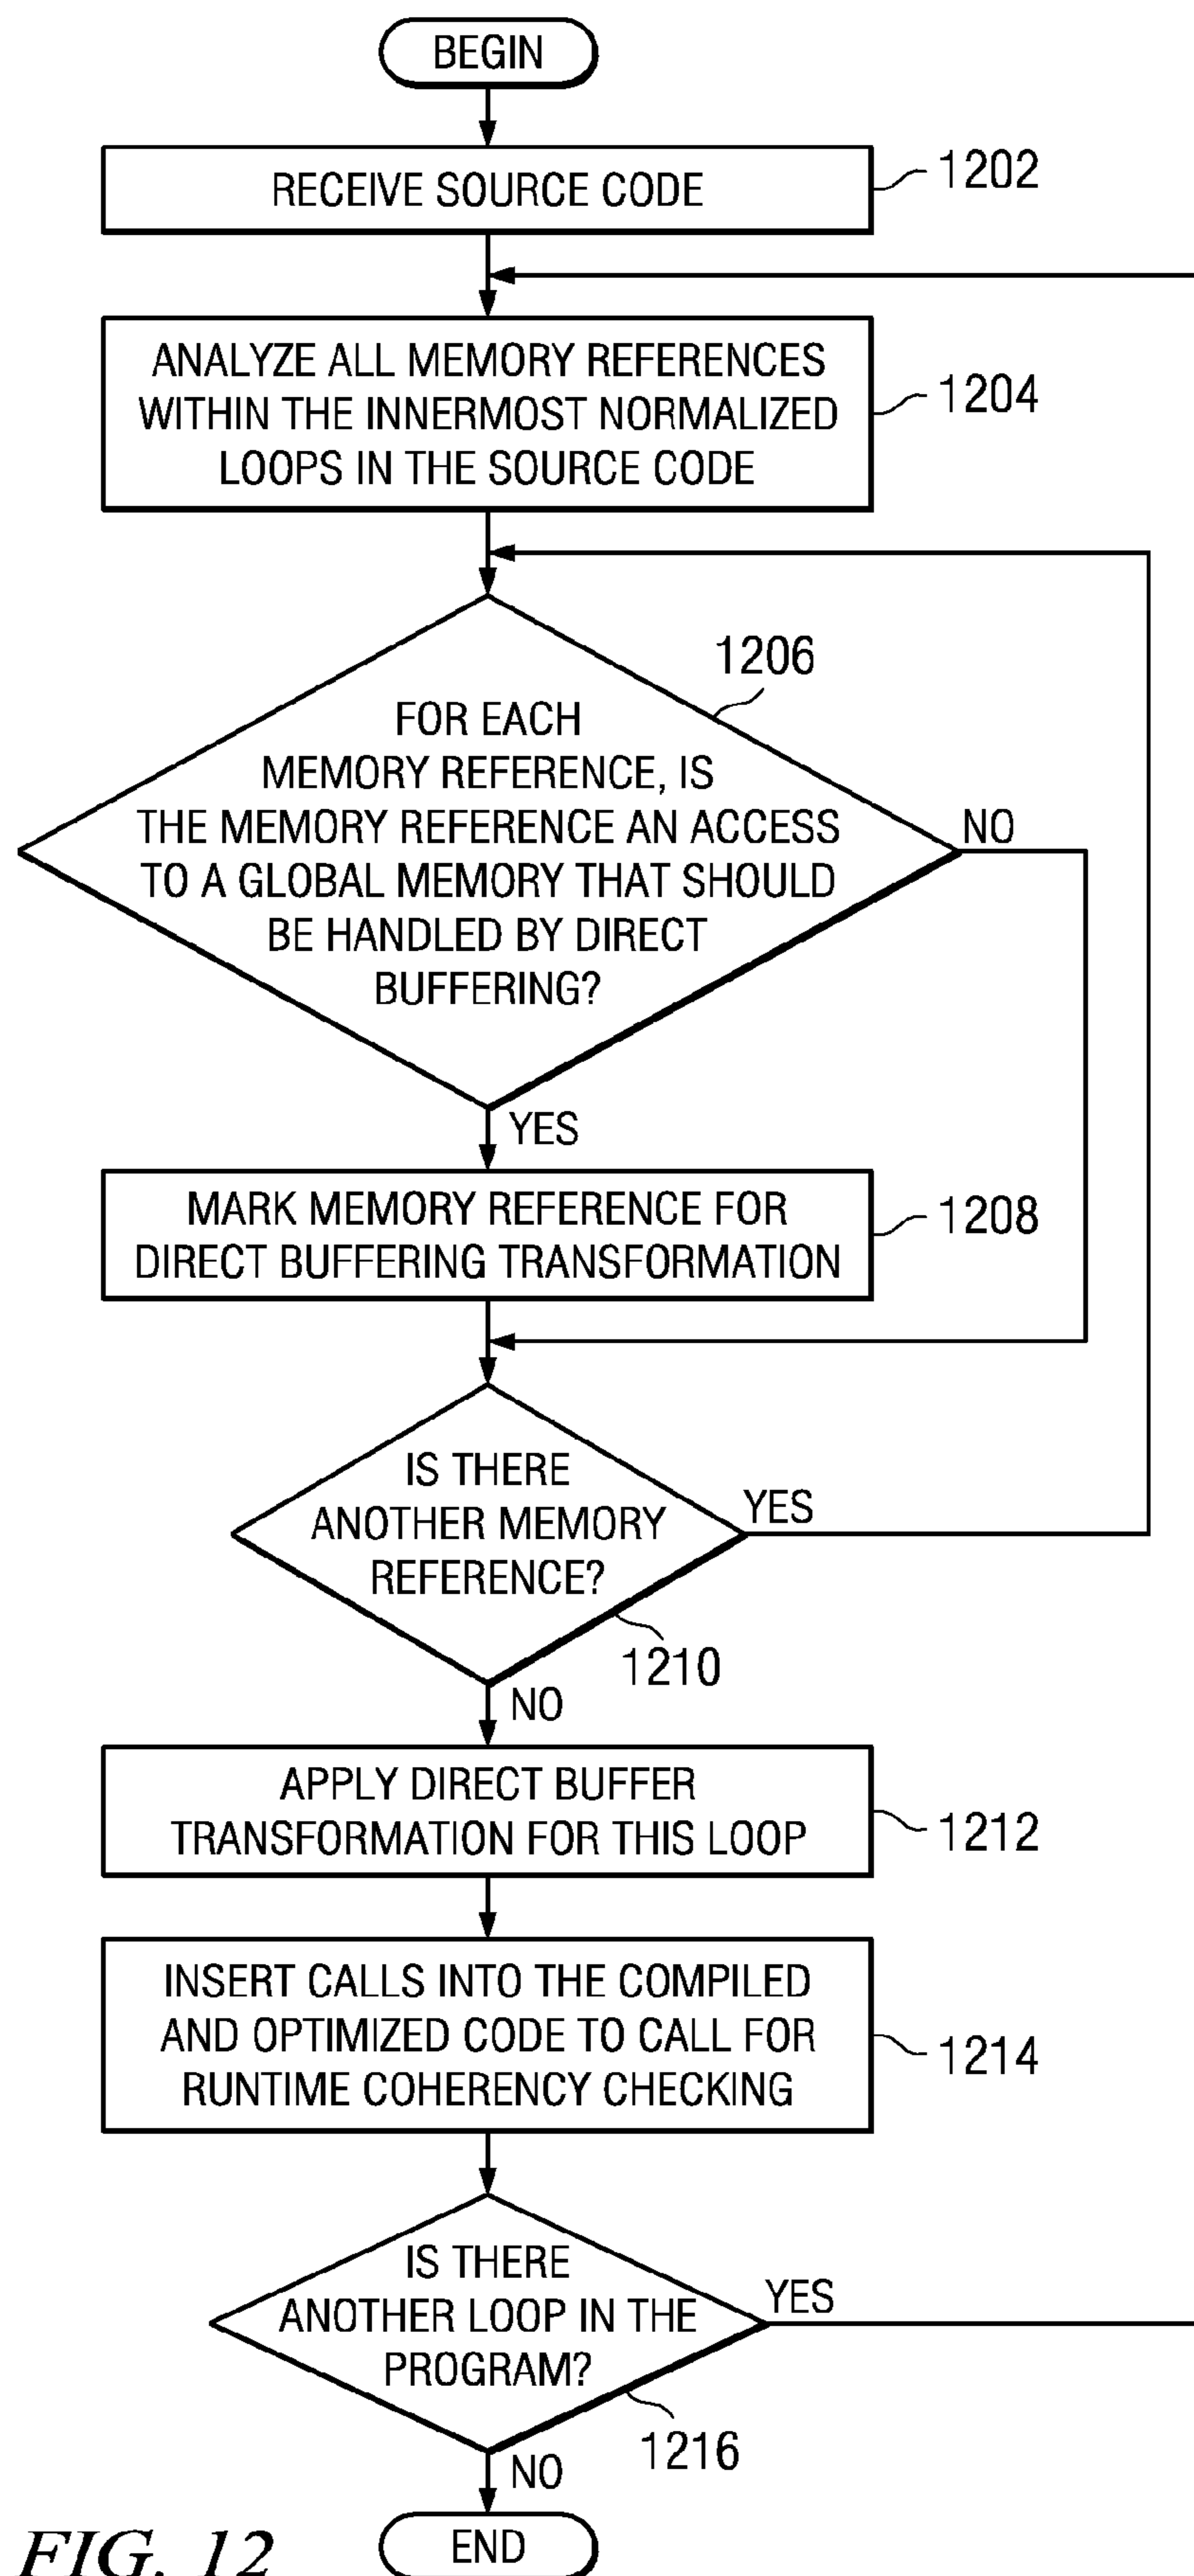 BEGIN
RECEIVE SOURCE CODE
1202
ANALYZE ALL MEMORY REFERENCES
WITHIN THE INNERMOST NORMALIZED
LOOPS IN THE SOURCE CODE
1204
1206
FOR EACH
MEMORY REFERENCE, IS
THE MEMORY REFERENCE AN ACCESS
TO A GLOBAL MEMORY THAT SHOULD
BE HANDLED BY DIRECT
BUFFERING?
NO
YES
MARK MEMORY REFERENCE FOR
DIRECT BUFFERING TRANSFORMATION
1208
IS THERE
ANOTHER MEMORY
REFERENCE?
YES
1210
NO
APPLY DIRECT BUFFER
TRANSFORMATION FOR THIS LOOP
1212
INSERT CALLS INTO THE COMPILED
AND OPTIMIZED CODE TO CALL FOR
RUNTIME COHERENCY CHECKING
1214
IS THERE
ANOTHER LOOP IN THE
PROGRAM?
YES
1216
NO
END
FIG. 12